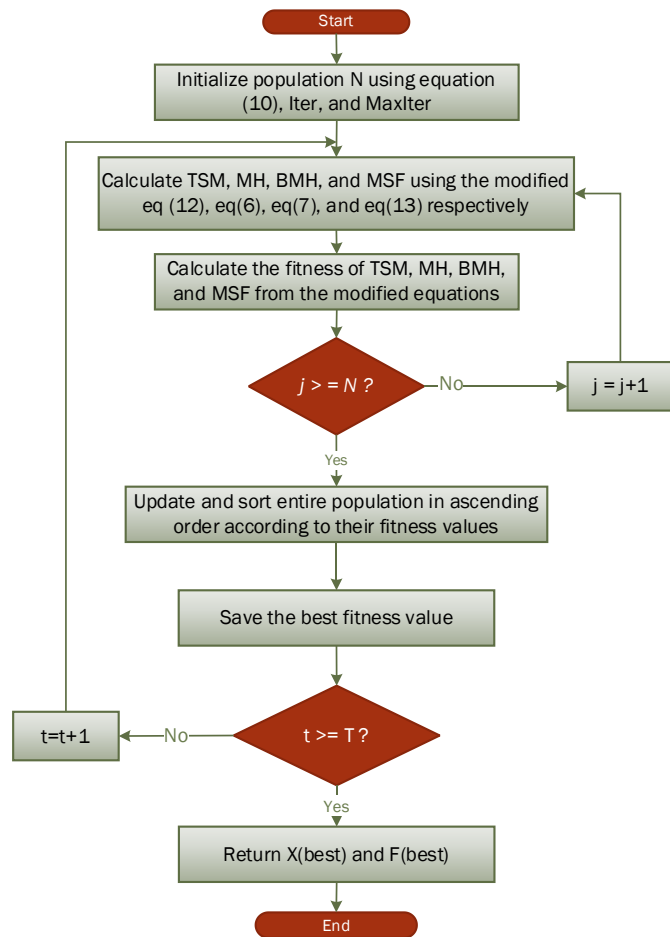 Start
Initialize population N using equation
(10), Iter, and MaxIter
Calculate TSM, MH, BMH, and MSF using the modified
eq (12), eq(6), eq(7), and eq(13) respectively
Calculate the fitness of TSM, MH, BMH,
and MSF from the modified equations
j > = N ?
No
j = j+1
Yes
Update and sort entire population in ascending
order according to their fitness values
Save the best fitness value
t >= T ?
No
t=t+1
Yes
Return X(best) and F(best)
End